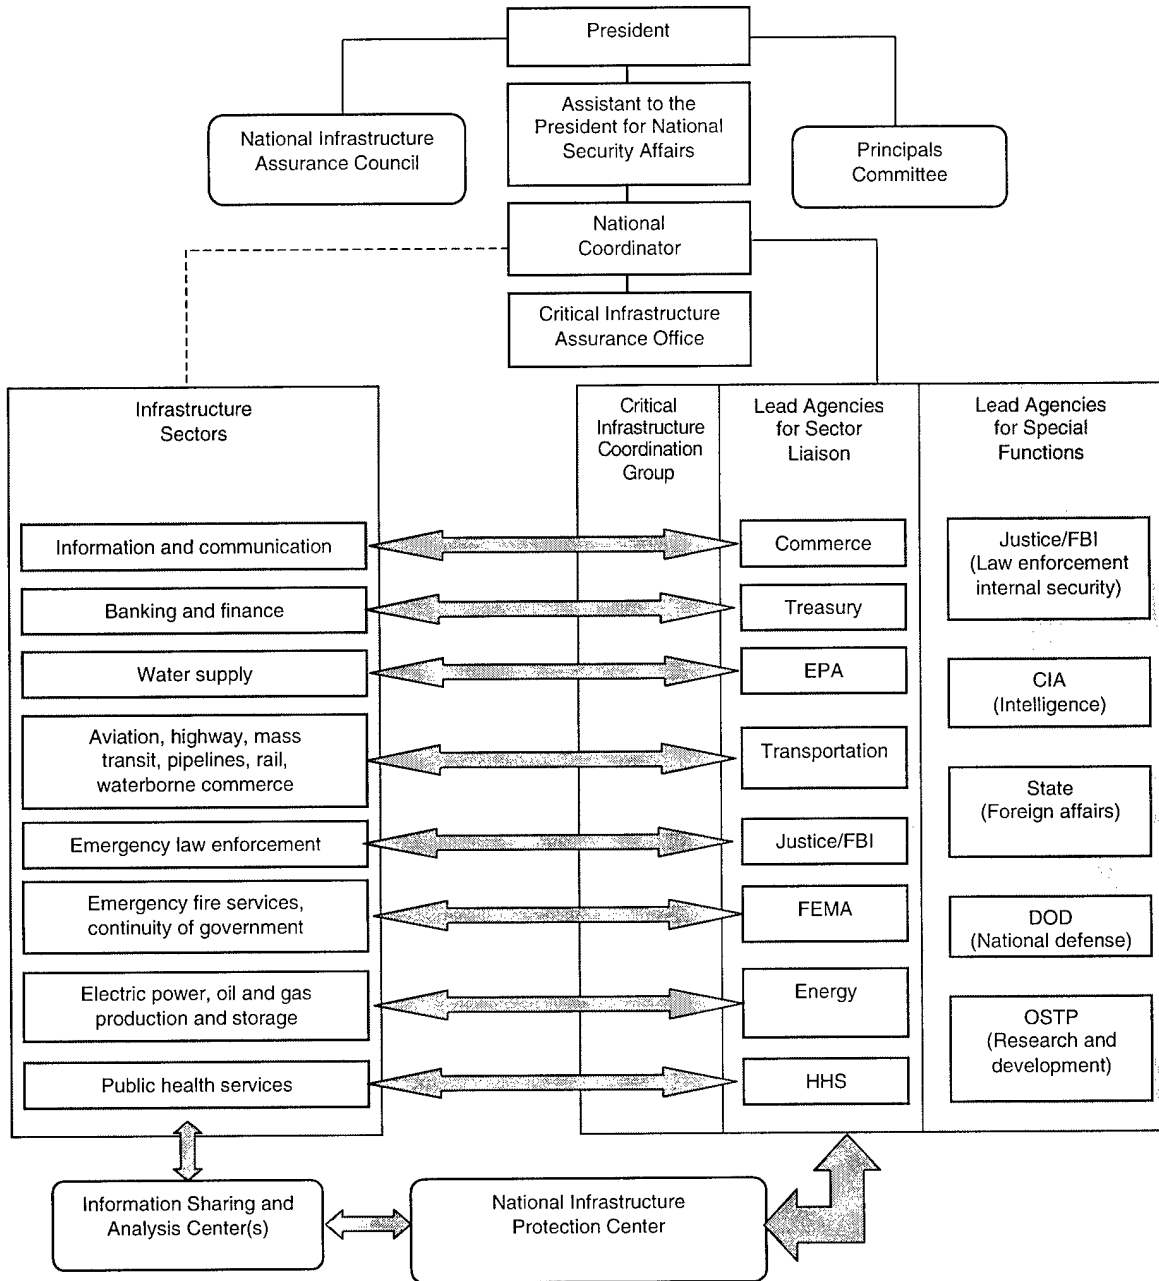 President
Assistant to the
President for National
Security Affairs
National Infrastructure
Assurance Council
Principals
Committee
National
Coordinator
Critical Infrastructure
Assurance Office
Infrastructure
Sectors
Critical
Infrastructure
Coordination
Group
Lead Agencies
for Sector
Liaison
Lead Agencies
for Special
Functions
Information and communication
Commerce
Justice/FBI
(Law enforcement
internal security)
Banking and finance
Treasury
Water supply
EPA
CIA
(Intelligence)
Aviation, highway, mass
transit, pipelines, rail,
waterborne commerce
Transportation
State
(Foreign affairs)
Emergency law enforcement
Justice/FBI
Emergency fire services,
continuity of government
FEMA
DOD
(National defense)
Electric power, oil and gas
production and storage
Energy
OSTP
(Research and
development)
Public health services
HHS
Information Sharing and
Analysis Center(s)
National Infrastructure
Protection Center